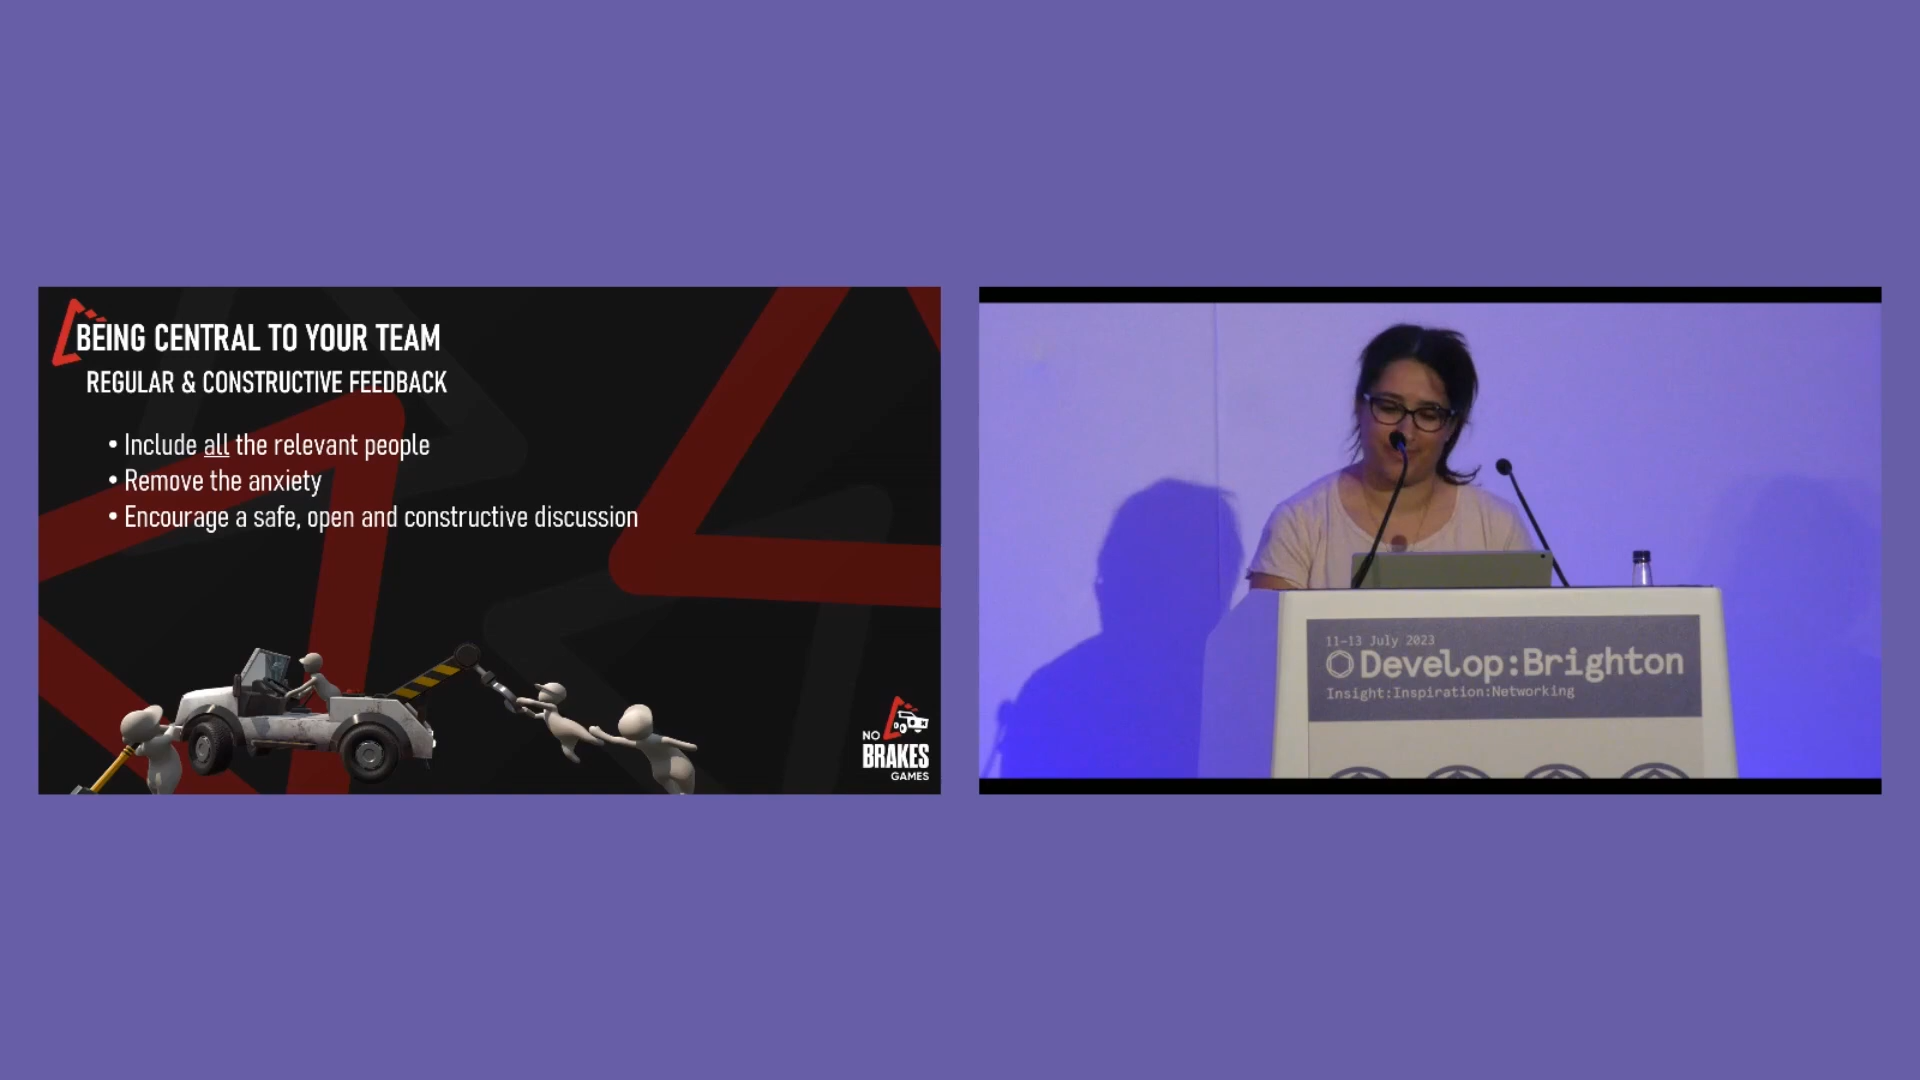 BEING CENTRAL TO YOUR TEAM
REGULAR & CONSTRUCTIVE FEEDBACK
• Include all the relevant people
• Remove the anxiety
• Encourage a safe, open and constructive discussion
NO
BRAKES
GAMES
11-13 July 2023
Develop:Brighton
Insight:Inspiration:Networking